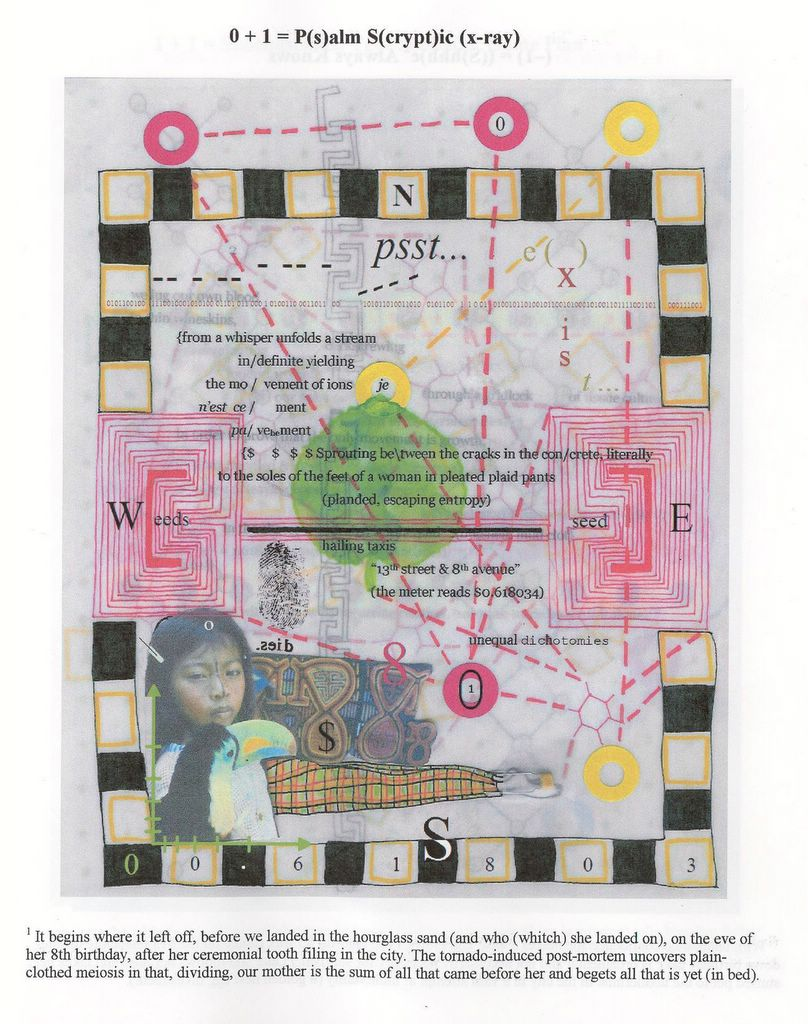 0 + 1 = P(s)alm S(crypt)ic (x-ray)
0
N
psst...
e ( )
x
i
s
t ...
{from a whisper unfolds a stream
in/definite yielding
the mo / vement of ions
je
n'est ce / ment
pa/ vehement
{$ $ $ $ Sprouting be\tween the cracks in the con/crete, literally
to the soles of the feet of a woman in pleated plaid pants
(planded, escaping entropy)
W eeds
seed E
hailing taxis
"13th street & 8th avenue"
(the meter reads $0.618034)
unequal dichotomies
dies.
o
8
0
1
$
8
S
0 0 . 6 1 8 0 3
1 It begins where it left off, before we landed in the hourglass sand (and who (whitch) she landed on), on the eve of
her 8th birthday, after her ceremonial tooth filing in the city. The tornado-induced post-mortem uncovers plain-
clothed meiosis in that, dividing, our mother is the sum of all that came before her and begets all that is yet (in bed).